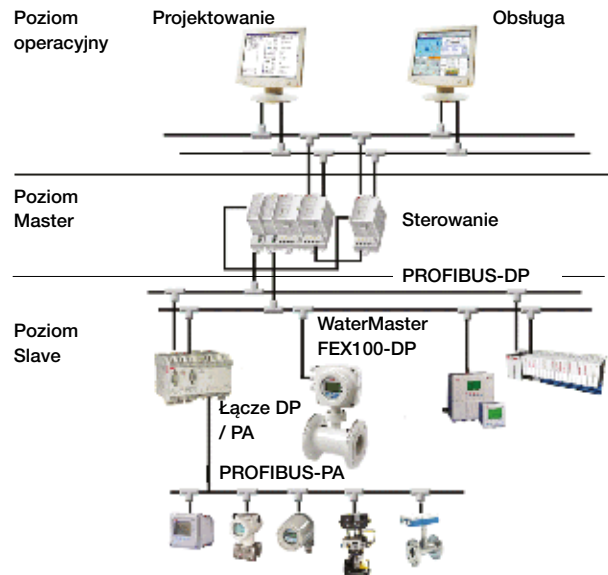 Poziom
operacyjny
Projektowanie
Obsługa
Poziom
Master
Sterowanie
PROFIBUS-DP
Poziom
Slave
WaterMaster
FEX100-DP
Łącze DP
/ PA
PROFIBUS-PA